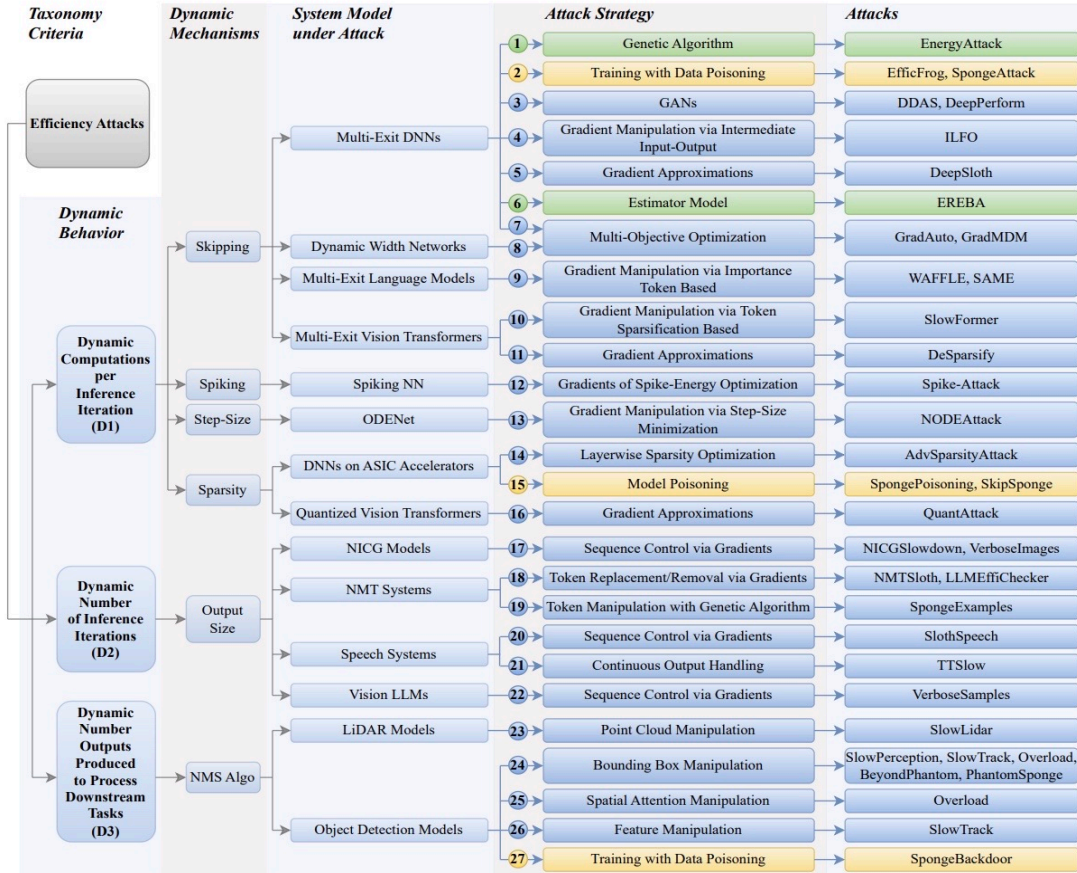 Taxonomy
Criteria
Dynamic
Mechanisms
System Model
under Attack
Attack Strategy
Attacks
Efficiency Attacks
Dynamic
Behavior
Dynamic
Computations
per
Inference
Iteration
(D1)
Dynamic
Number
of Inference
Iterations
(D2)
Dynamic
Number
Outputs
Produced
to Process
Downstream
Tasks
(D3)
Skipping
Spiking
Step-Size
Sparsity
Output
Size
NMS Algo
Multi-Exit DNNs
Dynamic Width Networks
Multi-Exit Language Models
Multi-Exit Vision Transformers
Spiking NN
ODENet
DNNs on ASIC Accelerators
Quantized Vision Transformers
NICG Models
NMT Systems
Speech Systems
Vision LLMs
LiDAR Models
Object Detection Models
1 Genetic Algorithm EnergyAttack
2 Training with Data Poisoning EfficFrog, SpongeAttack
3 GANs DDAS, DeepPerform
4 Gradient Manipulation via Intermediate
Input-Output ILFO
5 Gradient Approximations DeepSloth
6 Estimator Model EREBA
7
8 Multi-Objective Optimization GradAuto, GradMDM
9 Gradient Manipulation via Importance
Token Based WAFFLE, SAME
10 Gradient Manipulation via Token
Sparsification Based SlowFormer
11 Gradient Approximations DeSparsify
12 Gradients of Spike-Energy Optimization Spike-Attack
13 Gradient Manipulation via Step-Size
Minimization NODEAttack
14 Layerwise Sparsity Optimization AdvSparsityAttack
15 Model Poisoning SpongePoisoning, SkipSponge
16 Gradient Approximations QuantAttack
17 Sequence Control via Gradients NICGSlowdown, VerboseImages
18 Token Replacement/Removal via Gradients NMTSloth, LLMEffiChecker
19 Token Manipulation with Genetic Algorithm SpongeExamples
20 Sequence Control via Gradients SlothSpeech
21 Continuous Output Handling TTSlow
22 Sequence Control via Gradients VerboseSamples
23 Point Cloud Manipulation SlowLidar
24 Bounding Box Manipulation SlowPerception, SlowTrack, Overload,
BeyondPhantom, PhantomSponge
25 Spatial Attention Manipulation Overload
26 Feature Manipulation SlowTrack
27 Training with Data Poisoning SpongeBackdoor